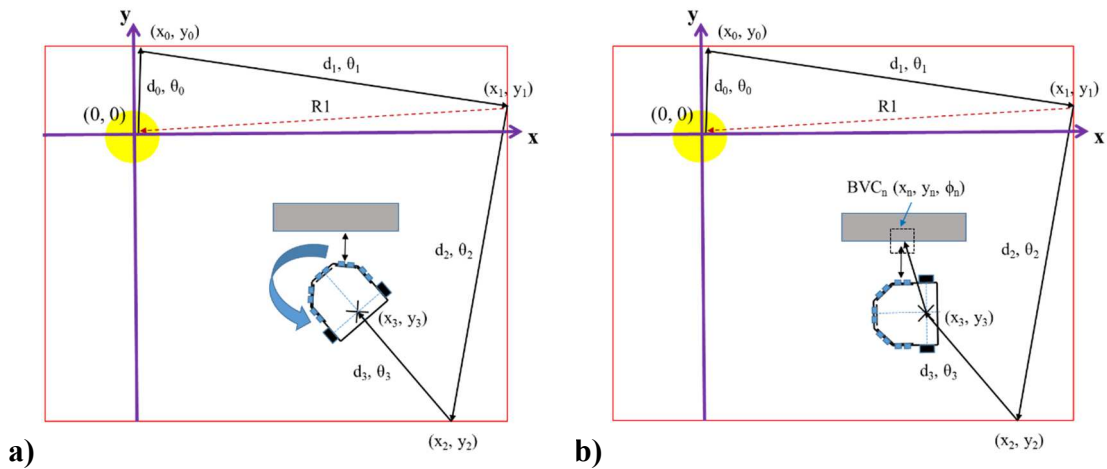 y
(x₀, y₀)
d₁, θ₁
(x₁, y₁)
d₀, θ₀
R1
(0, 0)
x
d₂, θ₂
(x₃, y₃)
d₃, θ₃
(x₂, y₂)
a)
y
(x₀, y₀)
d₁, θ₁
(x₁, y₁)
d₀, θ₀
R1
(0, 0)
x
BVCₙ (xₙ, yₙ, ϕₙ)
d₂, θ₂
(x₃, y₃)
d₃, θ₃
(x₂, y₂)
b)